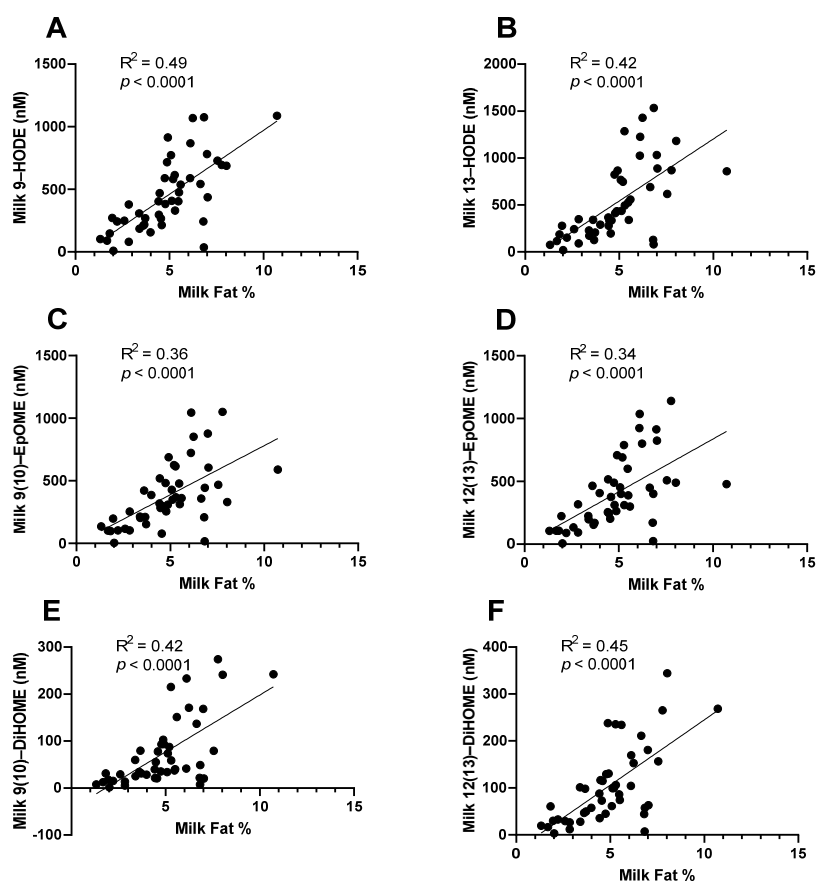 A
R² = 0.49
p < 0.0001
Milk 9–HODE (nM)
1500
1000
500
0
0 5 10 15
Milk Fat %
B
R² = 0.42
p < 0.0001
Milk 13–HODE (nM)
2000
1500
1000
500
0
0 5 10 15
Milk Fat %
C
R² = 0.36
p < 0.0001
Milk 9(10)–EpOME (nM)
1500
1000
500
0
0 5 10 15
Milk Fat %
D
R² = 0.34
p < 0.0001
Milk 12(13)–EpOME (nM)
1500
1000
500
0
0 5 10 15
Milk Fat %
E
R² = 0.42
p < 0.0001
Milk 9(10)–DiHOME (nM)
300
200
100
0
-100
5 10 15
Milk Fat %
F
R² = 0.45
p < 0.0001
Milk 12(13)–DiHOME (nM)
400
300
200
100
0
0 5 10 15
Milk Fat %